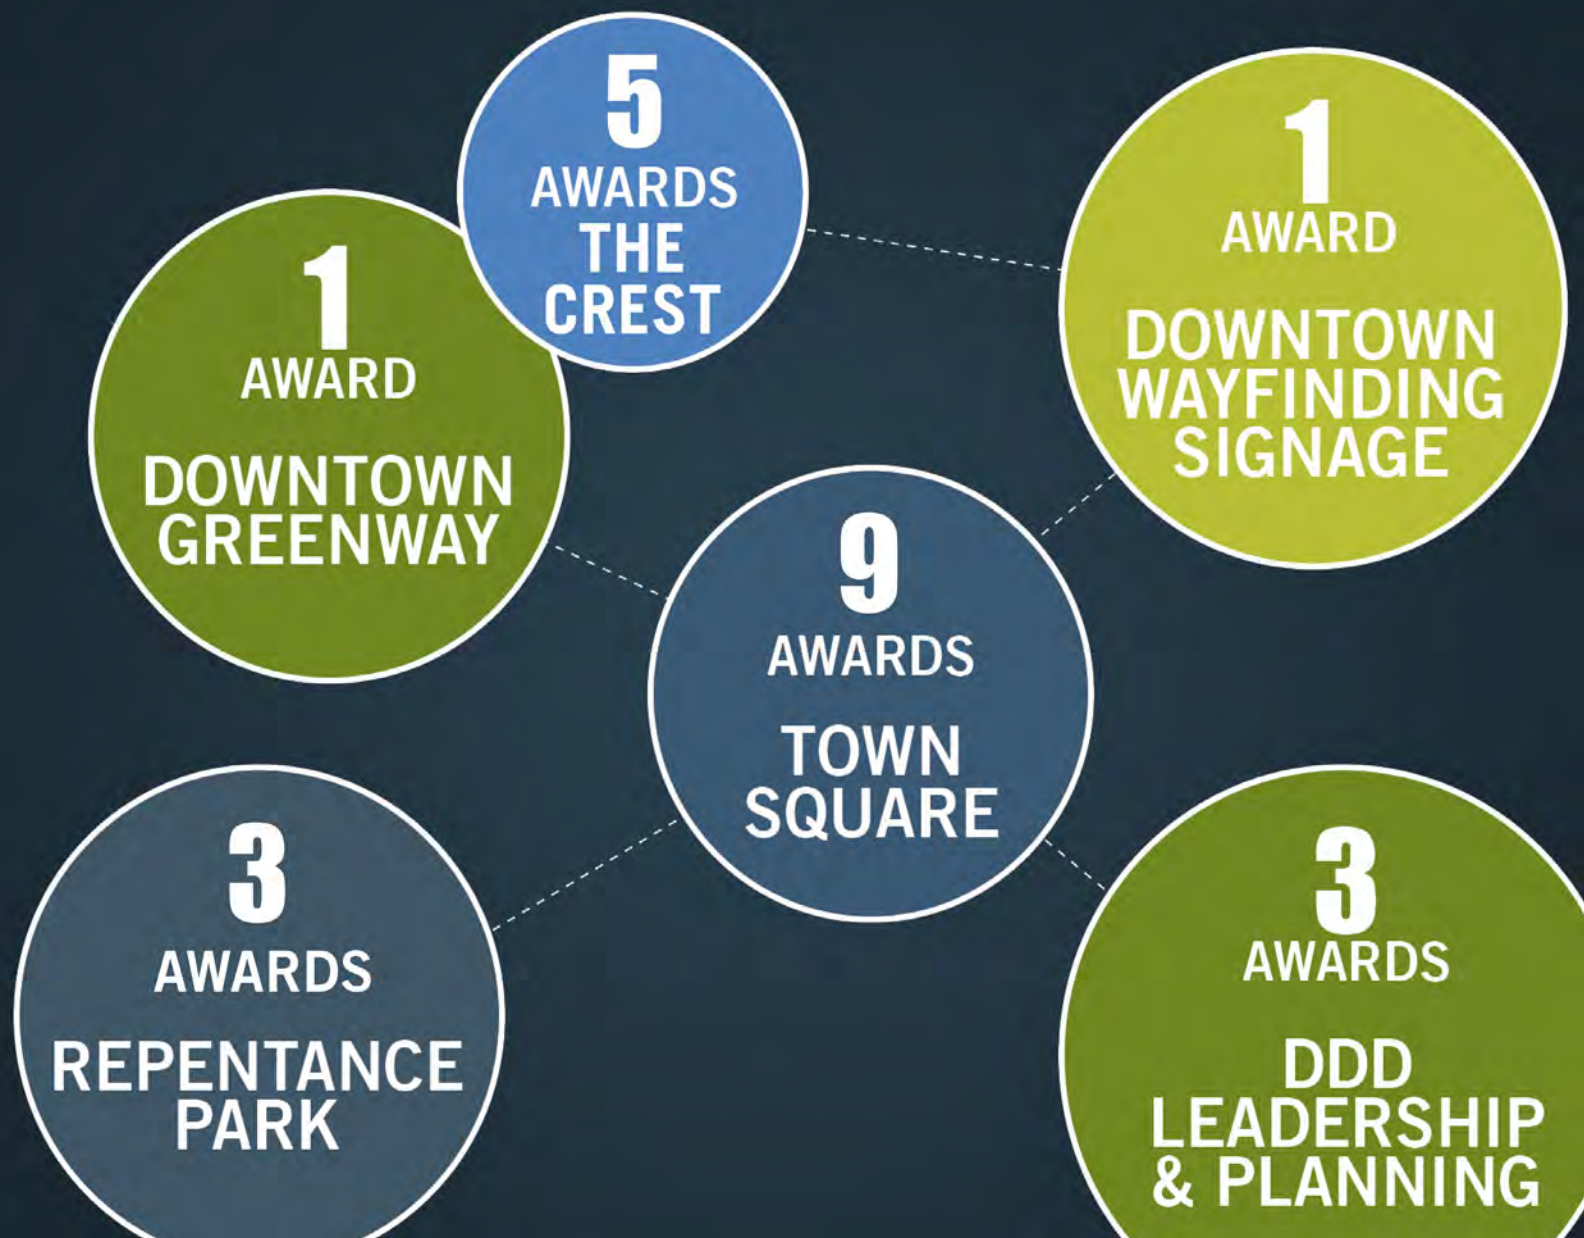 5
AWARDS
THE
CREST
1
AWARD
DOWNTOWN
WAYFINDING
SIGNAGE
1
AWARD
DOWNTOWN
GREENWAY
9
AWARDS
TOWN
SQUARE
3
AWARDS
REPENTANCE
PARK
3
AWARDS
DDD
LEADERSHIP
& PLANNING